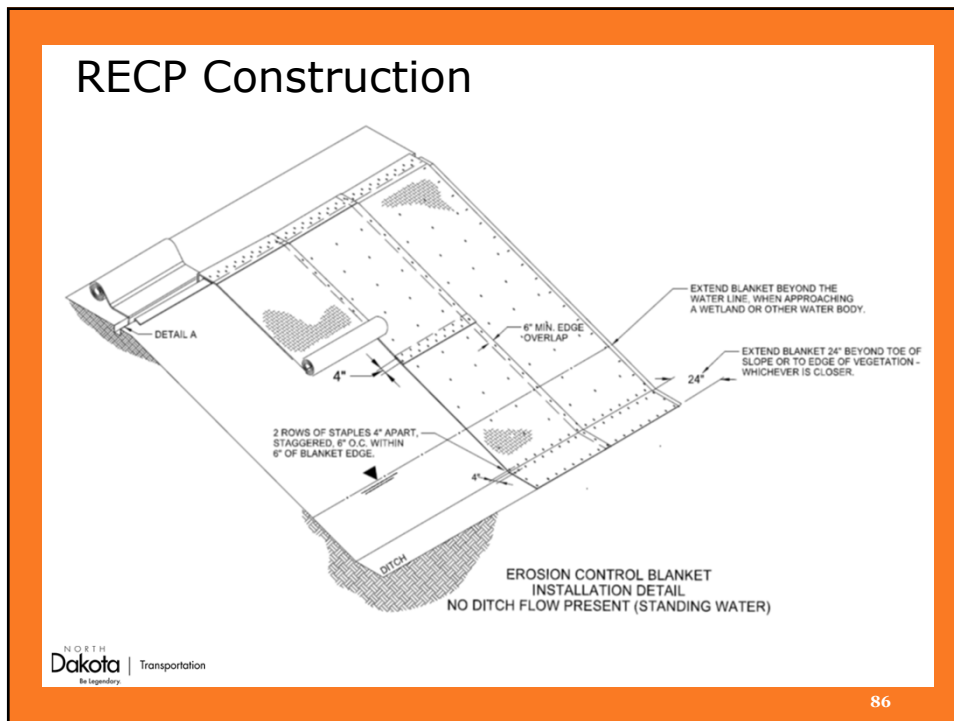 RECP Construction
EXTEND BLANKET BEYOND THE
WATER LINE, WHEN APPROACHING
A WETLAND OR OTHER WATER BODY.
DETAIL A
6" MIN. EDGE
OVERLAP
EXTEND BLANKET 24" BEYOND TOE OF
SLOPE OR TO EDGE OF VEGETATION -
WHICHEVER IS CLOSER.
4"
24"
2 ROWS OF STAPLES 4" APART,
STAGGERED, 6" O.C. WITHIN
6" OF BLANKET EDGE.
4"
DITCH
EROSION CONTROL BLANKET
INSTALLATION DETAIL
NO DITCH FLOW PRESENT (STANDING WATER)
NORTH
Dakota | Transportation
Be Legendary.
86